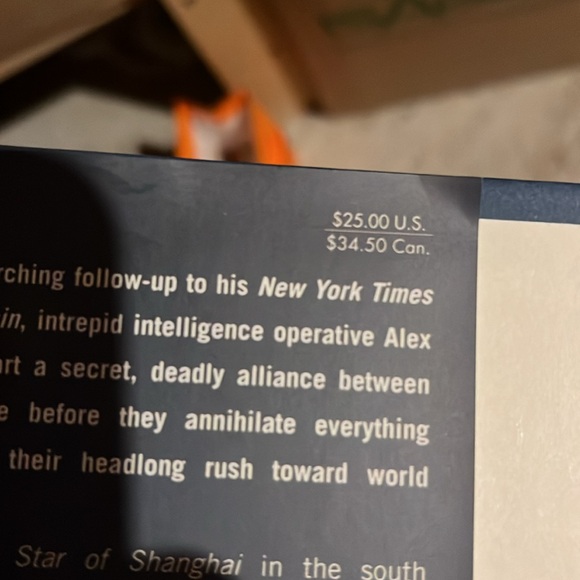 $25.00 U.S.
$34.50 Can.
rching follow-up to his New York Times
in, intrepid intelligence operative Alex
rt a secret, deadly alliance between
e before they annihilate everything
their headlong rush toward world
Star of Shanghai in the south